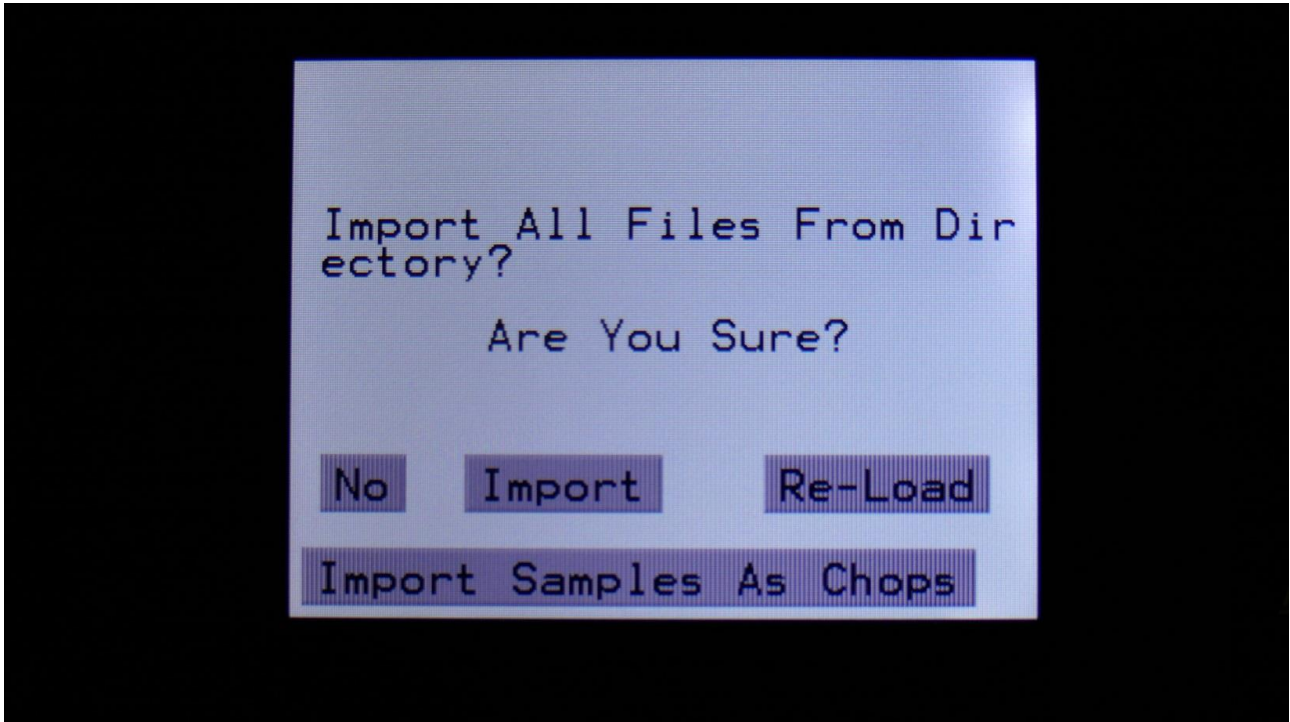 Import All Files From Dir
ectory?
Are You Sure?
No Import Re-Load
Import Samples As Chops